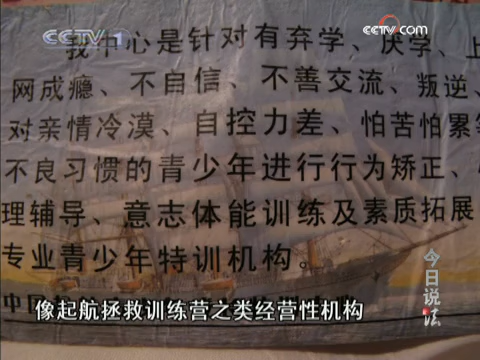 CCTV 1
CCTV.com
我中心是针对有弃学、厌学、上
网成瘾、不自信、不善交流、叛逆、
对亲情冷漠、自控力差、怕苦怕累等
不良习惯的青少年进行行为矫正、心
理辅导、意志体能训练及素质拓展
专业青少年特训机构。
中国
像起航拯救训练营之类经营性机构
今日说法